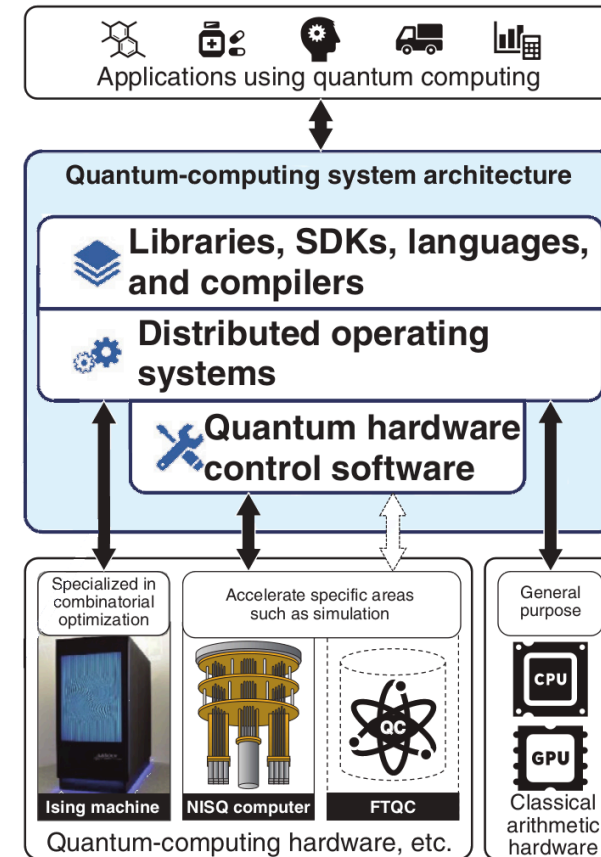 Applications using quantum computing
Quantum-computing system architecture
Libraries, SDKs, languages,
and compilers
Distributed operating
systems
Quantum hardware
control software
Specialized in
combinatorial
optimization
Accelerate specific areas
such as simulation
General
purpose
QC
CPU
GPU
Ising machine
NISQ computer
FTQC
Classical
arithmetic
hardware
Quantum-computing hardware, etc.